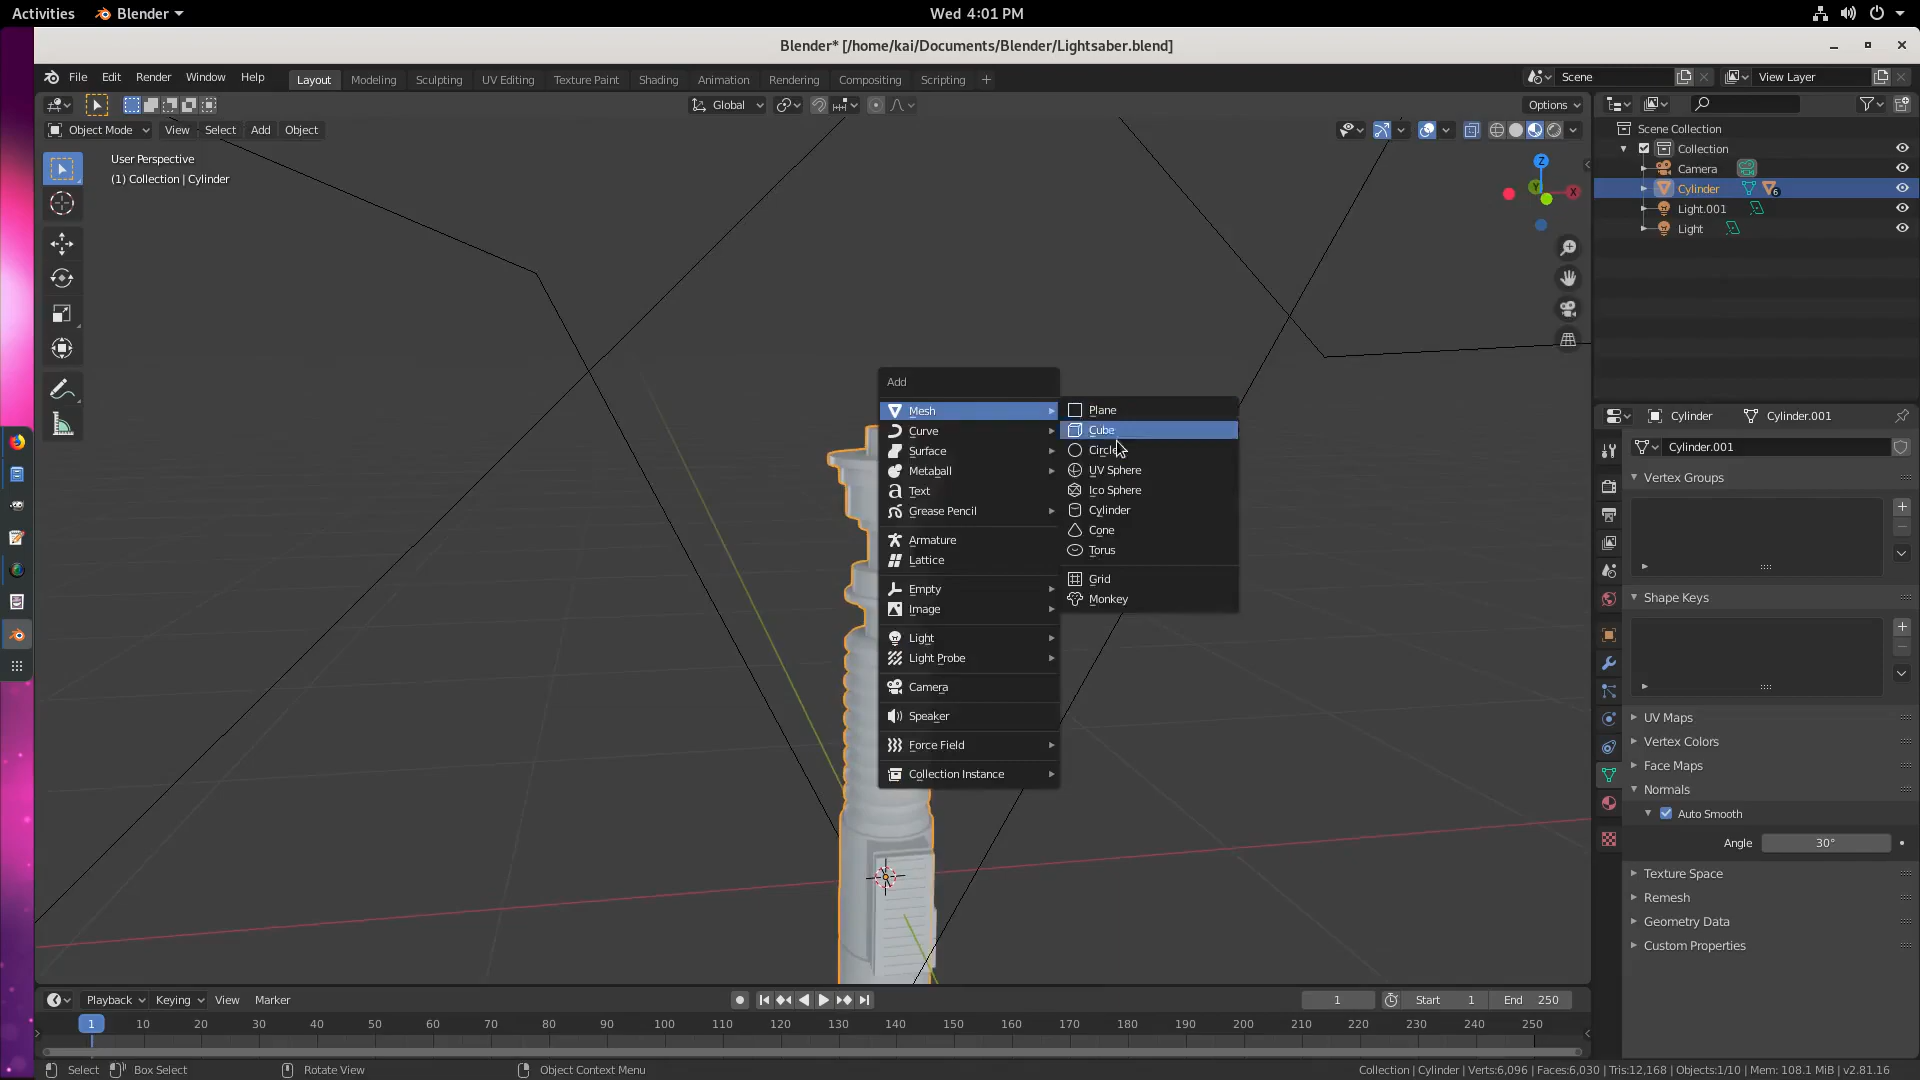 Activities Blender Wed 4:01 PM
Blender* [/home/kai/Documents/Blender/Lightsaber.blend]
File Edit Render Window Help Layout Modeling Sculpting UV Editing Texture Paint Shading Animation Rendering Compositing Scripting + Scene View Layer
Global Options
Object Mode View Select Add Object
User Perspective
(1) Collection | Cylinder
Z
Y
X
Scene Collection
Collection
Camera
Cylinder 6
Light.001
Light
Add
Mesh
Curve
Surface
Metaball
Text
Grease Pencil
Armature
Lattice
Empty
Image
Light
Light Probe
Camera
Speaker
Force Field
Collection Instance
Plane
Cube
Circle
UV Sphere
Ico Sphere
Cylinder
Cone
Torus
Grid
Monkey
Cylinder Cylinder.001
Cylinder.001
Vertex Groups
Shape Keys
UV Maps
Vertex Colors
Face Maps
Normals
Auto Smooth
Angle 30°
Texture Space
Remesh
Geometry Data
Custom Properties
Playback Keying View Marker 1 Start 1 End 250
1 10 20 30 40 50 60 70 80 90 100 110 120 130 140 150 160 170 180 190 200 210 220 230 240 250
Select Box Select Rotate View Object Context Menu Collection | Cylinder | Verts:6,096 | Faces:6,030 | Tris:12,168 | Objects:1/10 | Mem: 108.1 MiB | v2.81.16